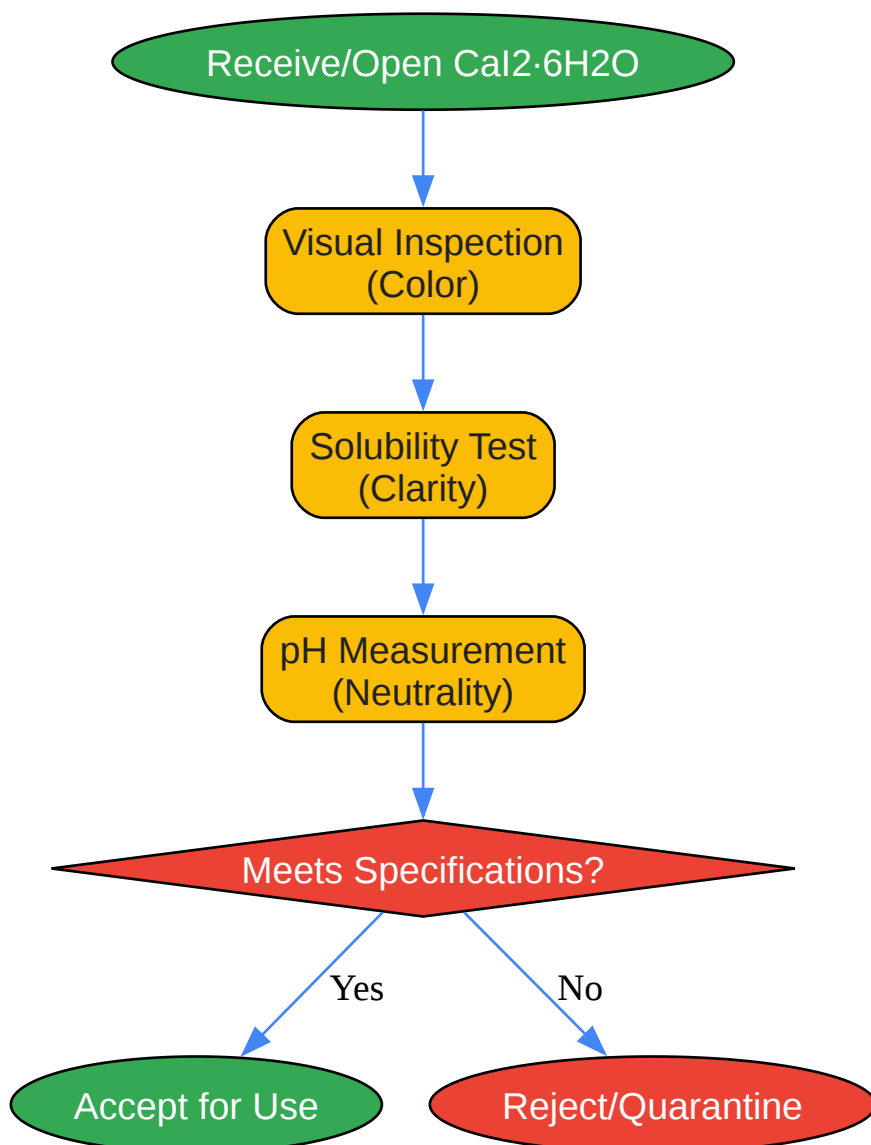 Receive/Open CaI2·6H2O
Visual Inspection
(Color)
Solubility Test
(Clarity)
pH Measurement
(Neutrality)
Meets Specifications?
Yes
No
Accept for Use
Reject/Quarantine